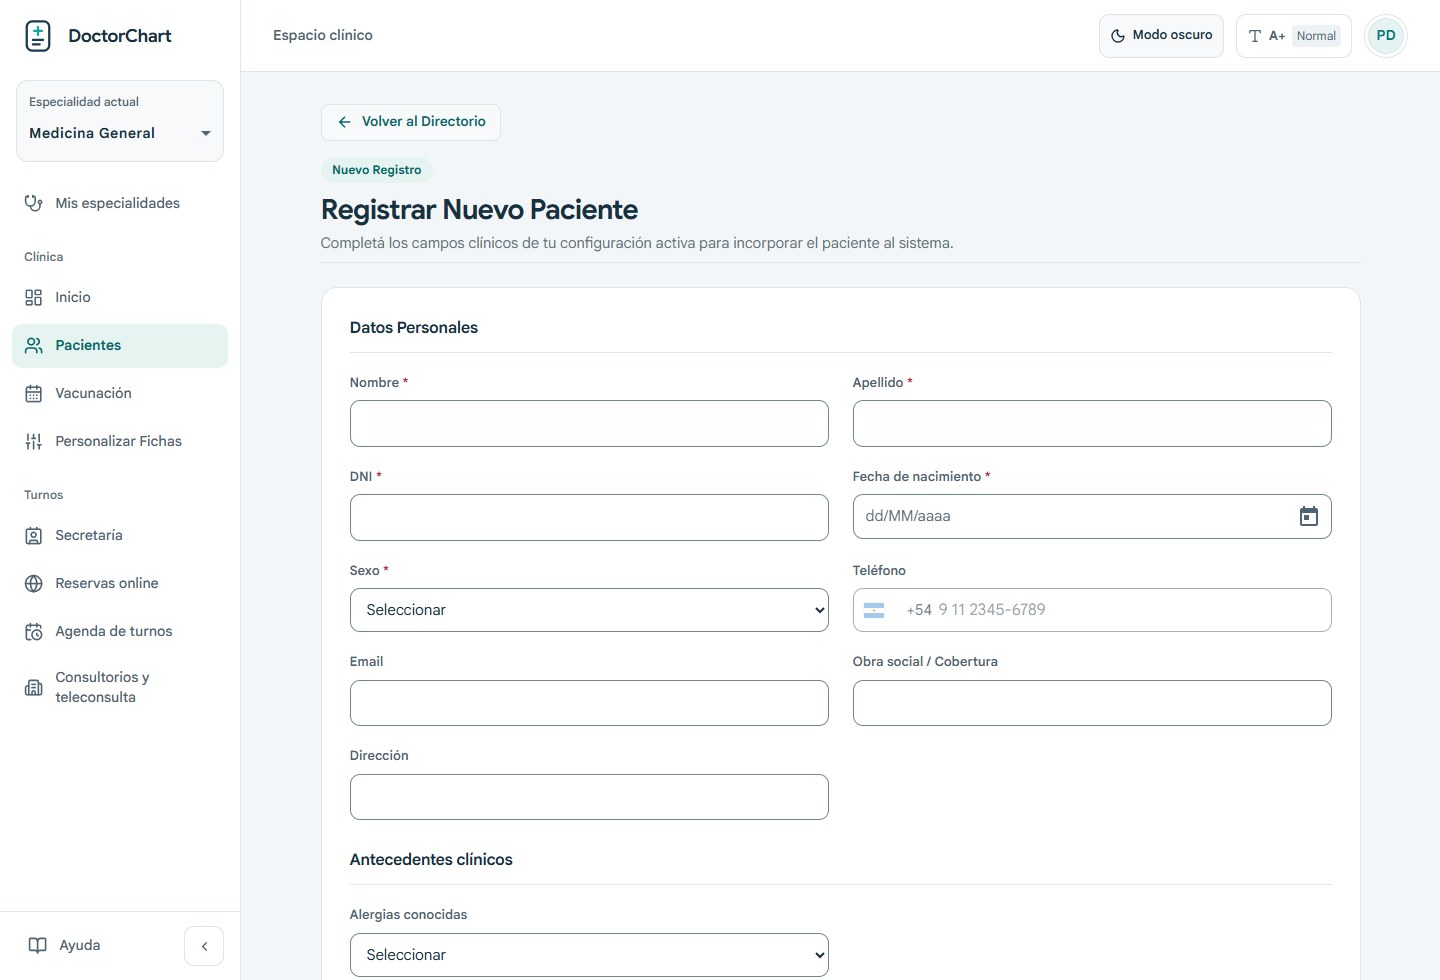 DoctorChart
Espacio clínico
Modo oscuro
A+ Normal
PD
Especialidad actual
Medicina General
Mis especialidades
Clínica
Inicio
Pacientes
Vacunación
Personalizar Fichas
Turnos
Secretaría
Reservas online
Agenda de turnos
Consultorios y
teleconsulta
Ayuda
Volver al Directorio
Nuevo Registro
Registrar Nuevo Paciente
Completá los campos clínicos de tu configuración activa para incorporar el paciente al sistema.
Datos Personales
Nombre *
Apellido *
DNI *
Fecha de nacimiento *
dd/MM/aaaa
Sexo *
Seleccionar
Teléfono
+54 9 11 2345-6789
Email
Obra social / Cobertura
Dirección
Antecedentes clínicos
Alergias conocidas
Seleccionar